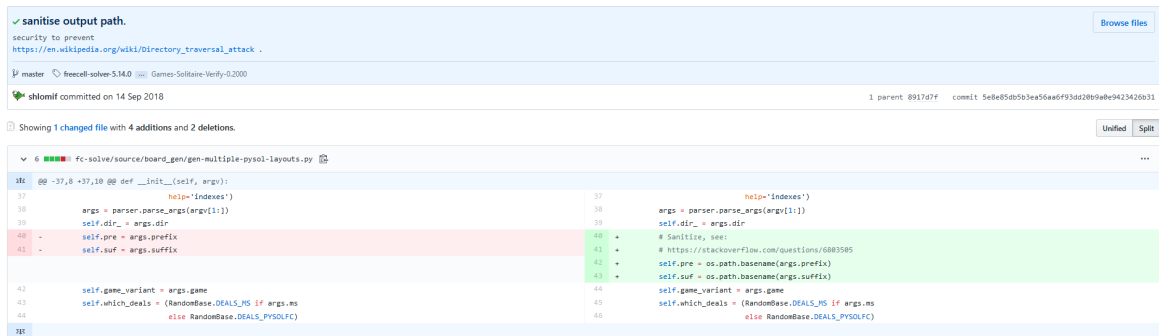 sanitise output path.
Browse files
security to prevent
https://en.wikipedia.org/wiki/Directory_traversal_attack .
master freecell-solver-5.14.0 ... Games-Solitaire-Verify-0.2000
shlomif committed on 14 Sep 2018
1 parent 8917d7f commit 5e8e85db5b3ea56aa6f93dd20b9a0e9423426b31
Showing 1 changed file with 4 additions and 2 deletions.
Unified Split
6 fc-solve/source/board_gen/gen-multiple-pysol-layouts.py ...
@@ -37,8 +37,10 @@ def __init__(self, argv):
37 help='indexes') 37 help='indexes')
38 args = parser.parse_args(argv[1:]) 38 args = parser.parse_args(argv[1:])
39 self.dir_ = args.dir 39 self.dir_ = args.dir
40 - self.pre = args.prefix 40 + # Sanitize, see:
41 - self.suf = args.suffix 41 + # https://stackoverflow.com/questions/6803505
42 + self.pre = os.path.basename(args.prefix)
43 + self.suf = os.path.basename(args.suffix)
42 self.game_variant = args.game 44 self.game_variant = args.game
43 self.which_deals = (RandomBase.DEALS_MS if args.ms 45 self.which_deals = (RandomBase.DEALS_MS if args.ms
44 else RandomBase.DEALS_PYSOLFC) 46 else RandomBase.DEALS_PYSOLFC)